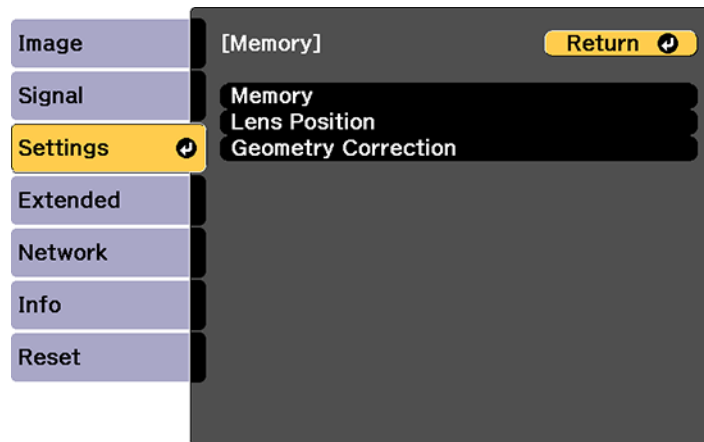 Image
Signal
Settings
Extended
Network
Info
Reset
[Memory]
Return
Memory
Lens Position
Geometry Correction